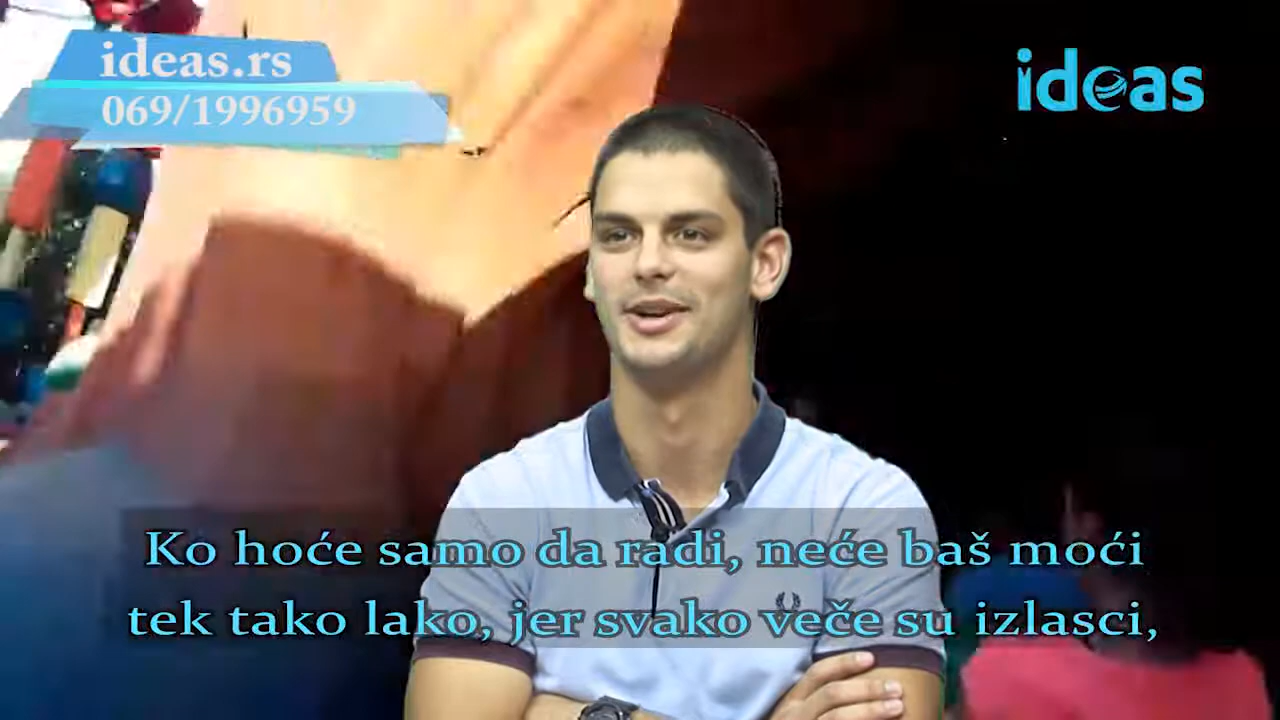 ideas.rs
069/1996959
ideas
Ko hoće samo da radi, neće baš moći
tek tako lako, jer svako veče su izlasci,